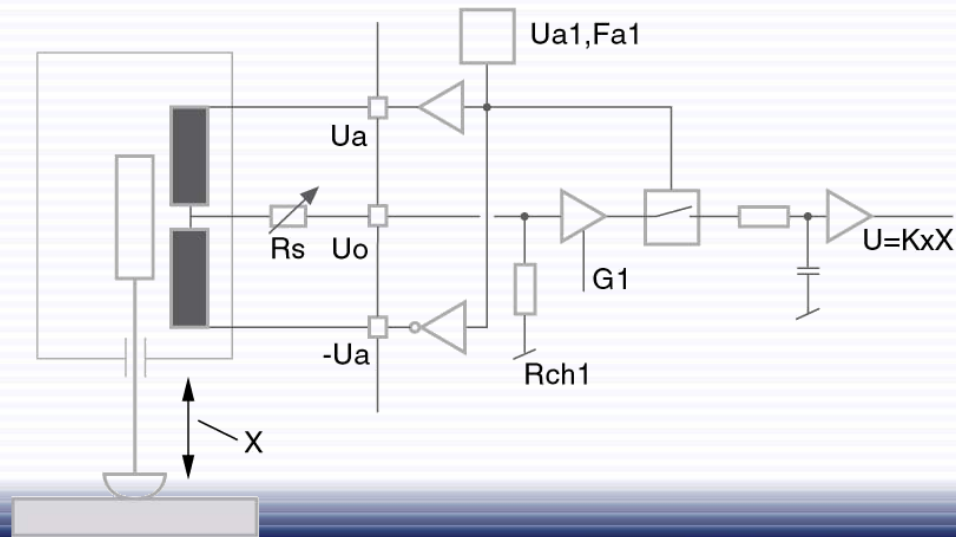 Ua1,Fa1
Ua
Rs
Uo
U=KxX
G1
-Ua
Rch1
X